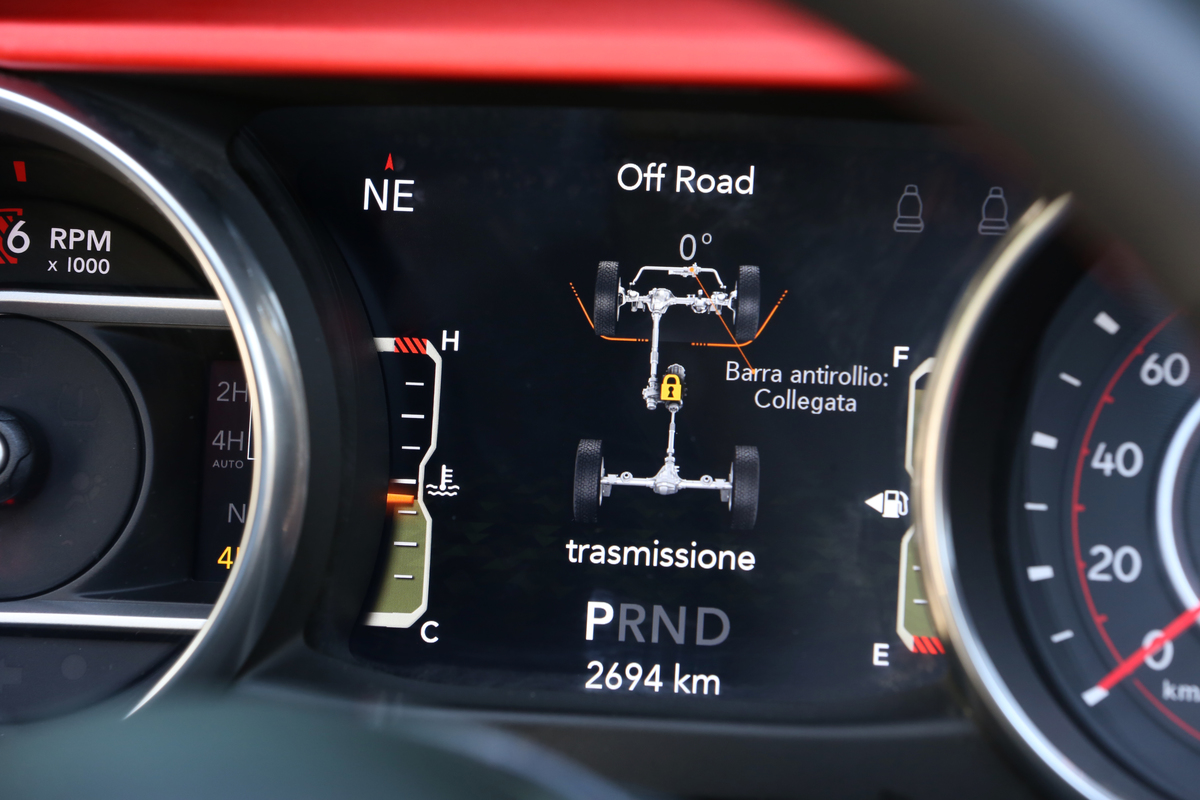 NE
Off Road
6
RPM
x 1000
0°
H
2H
4H
AUTO
N
Barra antirollio:
Collegata
F
60
40
20
0
trasmissione
PRND
2694 km
C
E